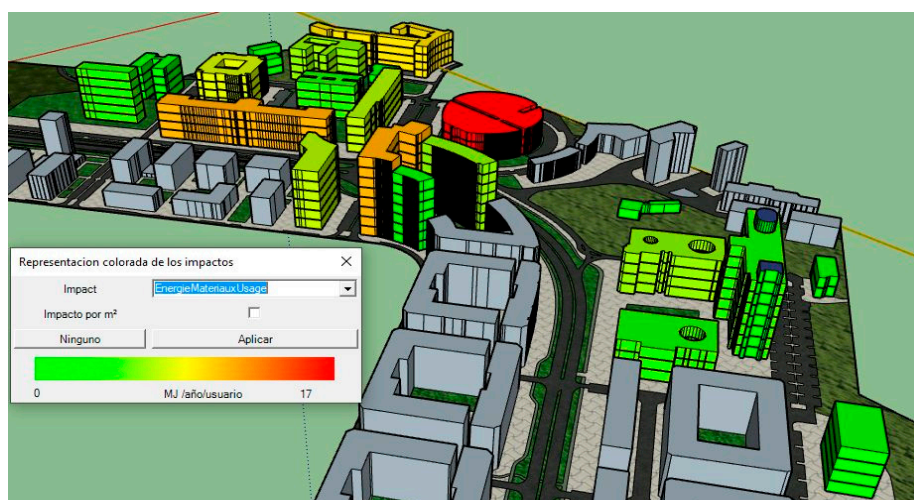 Representacion colorada de los impactos
Impact EnergieMateriauxUsage
Impacto por m²
Ninguno Aplicar
0 MJ /año/usuario 17